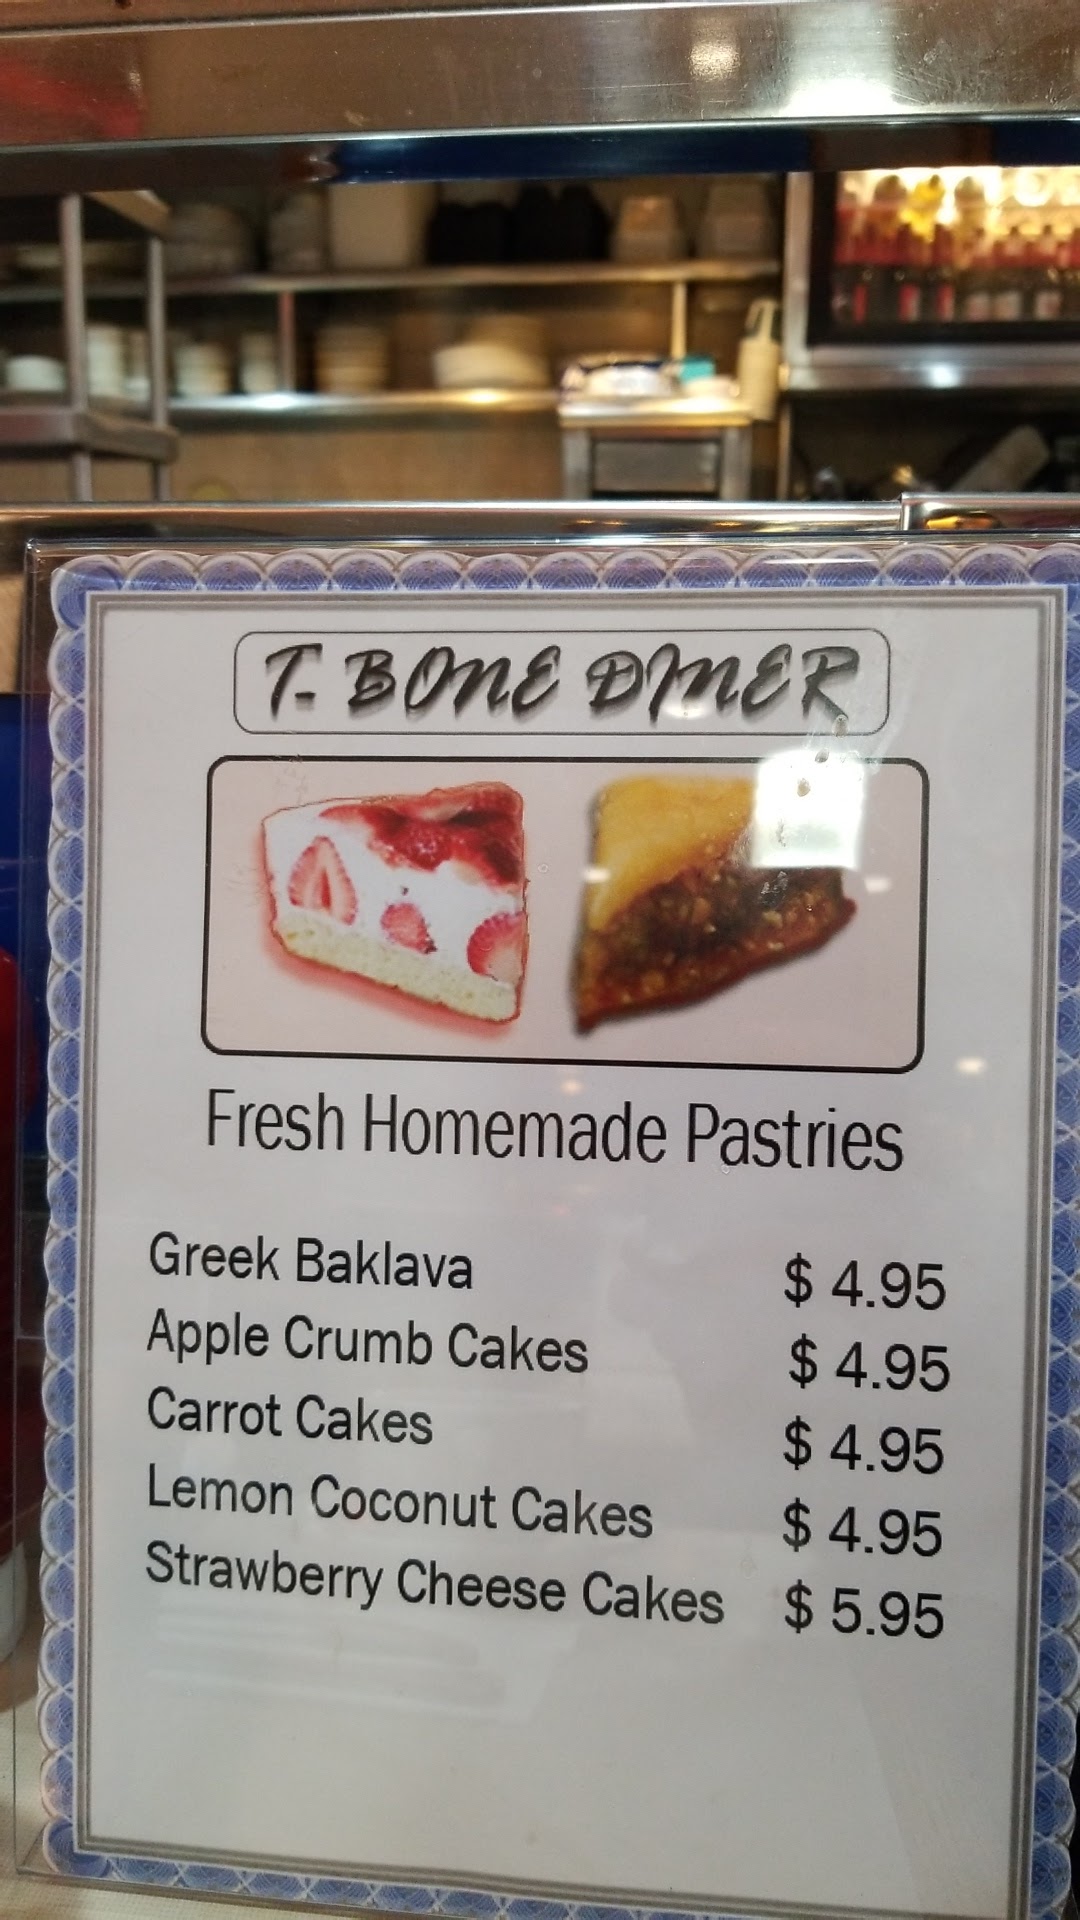 T- BONE DINER
Fresh Homemade Pastries
Greek Baklava $ 4.95
Apple Crumb Cakes $ 4.95
Carrot Cakes $ 4.95
Lemon Coconut Cakes $ 4.95
Strawberry Cheese Cakes $ 5.95